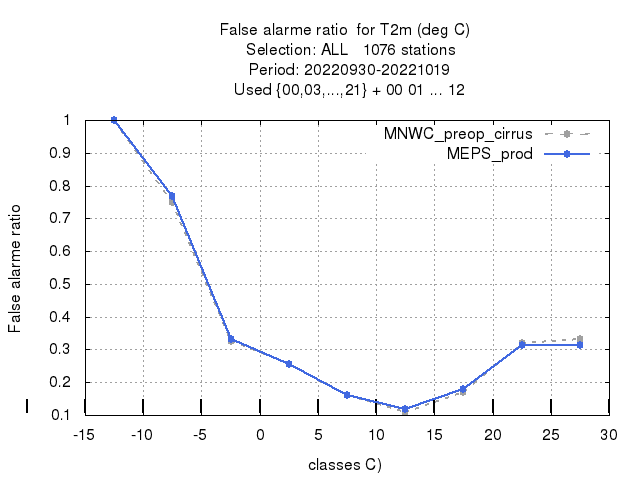 False alarme ratio  for T2m (deg C)
Selection: ALL   1076 stations
Period: 20220930-20221019
Used {00,03,...,21} + 00 01 ... 12
MNWC_preop_cirrus
MEPS_prod
1
0.9
0.8
0.7
0.6
0.5
0.4
0.3
0.2
0.1
False alarme ratio
-15 -10 -5 0 5 10 15 20 25 30
classes C)